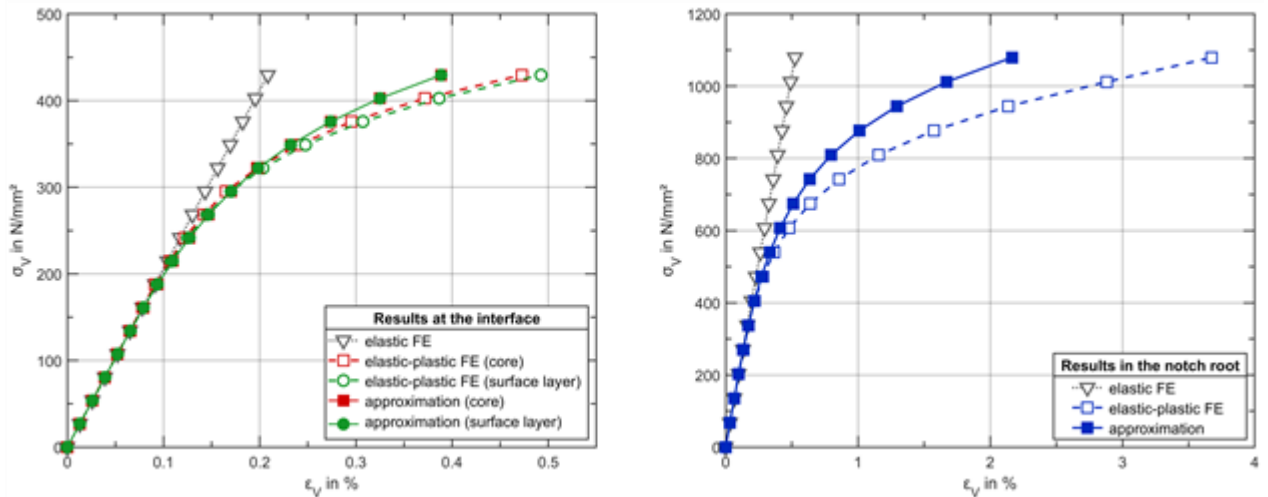 500
400
300
200
100
0
σV in N/mm²
0
0.1
0.2
0.3
0.4
0.5
εV in %
Results at the interface
elastic FE
elastic-plastic FE (core)
elastic-plastic FE (surface layer)
approximation (core)
approximation (surface layer)
1200
1000
800
600
400
200
0
σV in N/mm²
0
1
2
3
4
εV in %
Results in the notch root
elastic FE
elastic-plastic FE
approximation